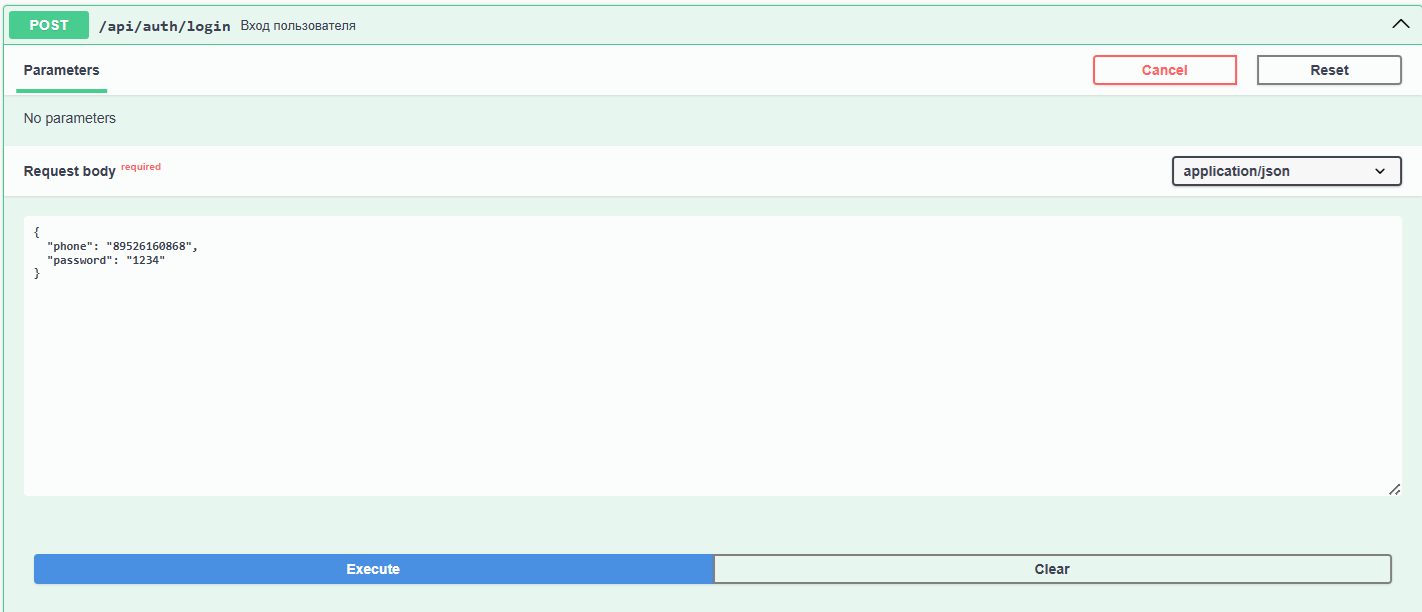 POST /api/auth/login Вход пользователя
Parameters
Cancel
Reset
No parameters
Request body required
application/json
{
  "phone": "89526160868",
  "password": "1234"
}
Execute
Clear